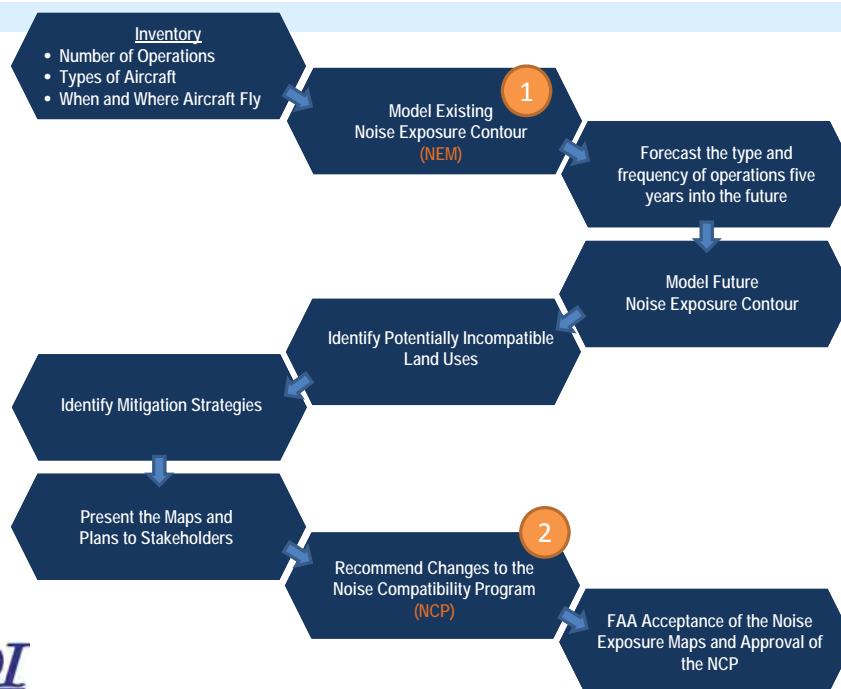 Inventory
• Number of Operations
• Types of Aircraft
• When and Where Aircraft Fly
1
Model Existing
Noise Exposure Contour
(NEM)
Forecast the type and
frequency of operations five
years into the future
Model Future
Noise Exposure Contour
Identify Potentially Incompatible
Land Uses
Identify Mitigation Strategies
Present the Maps and
Plans to Stakeholders
2
Recommend Changes to the
Noise Compatibility Program
(NCP)
FAA Acceptance of the Noise
Exposure Maps and Approval of
the NCP